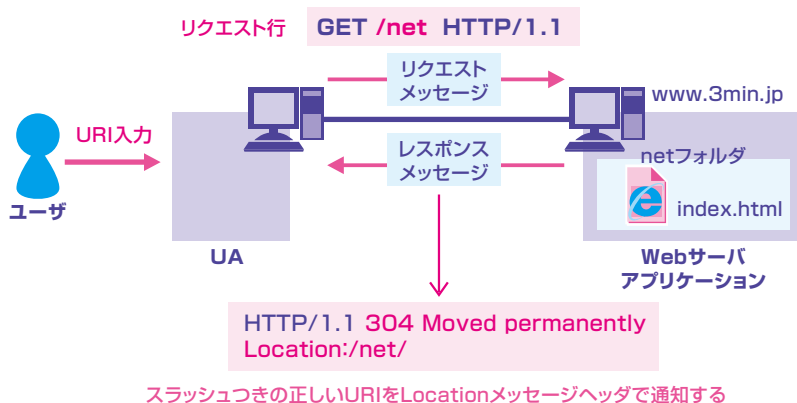 リクエスト行 GET /net HTTP/1.1
リクエスト
メッセージ
www.3min.jp
URI入力
レスポンス
メッセージ
netフォルダ
index.html
ユーザ
UA
Webサーバ
アプリケーション
HTTP/1.1 304 Moved permanently
Location:/net/
スラッシュつきの正しいURIをLocationメッセージヘッダで通知する